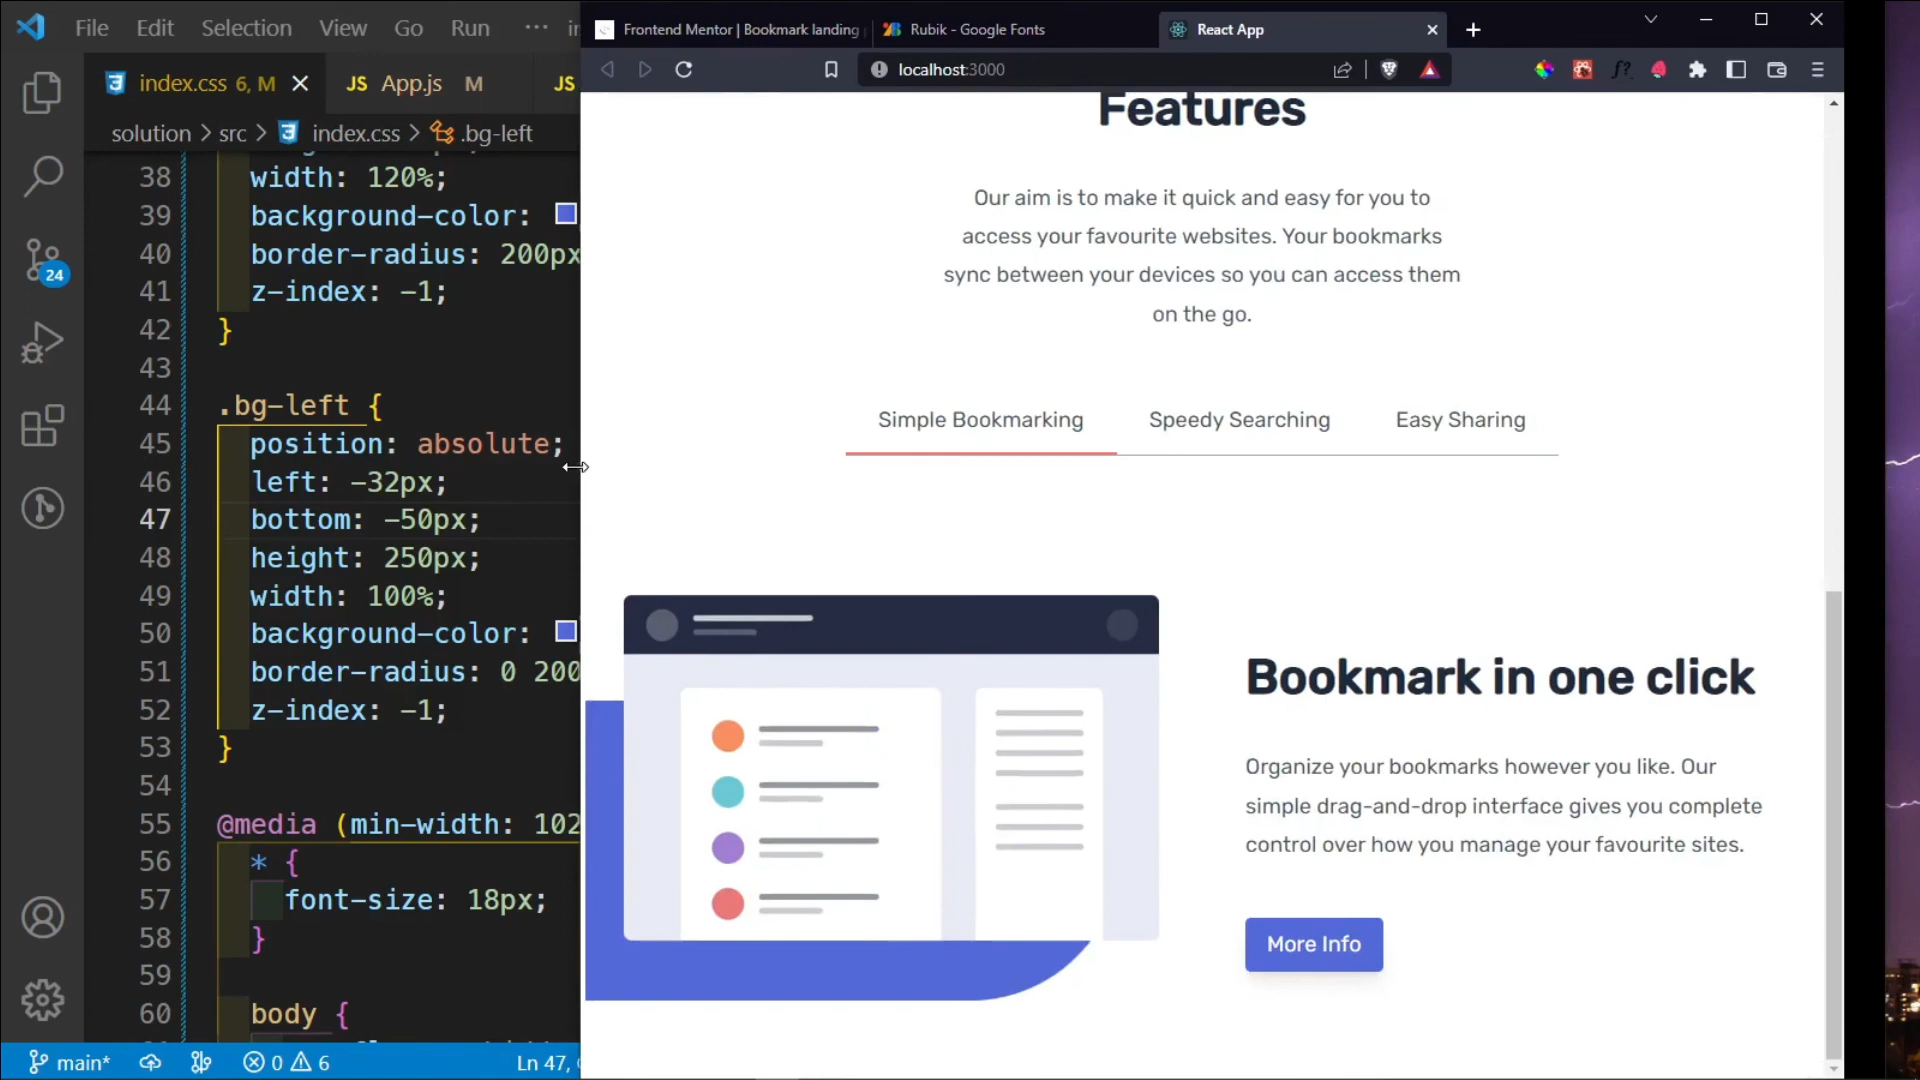 File Edit Selection View Go Run ···
index.css 6, M
JS App.js M
JS
solution > src > index.css > .bg-left
38 width: 120%;
39 background-color:
40 border-radius: 200px
41 z-index: -1;
42 }
43
44 .bg-left {
45 position: absolute;
46 left: -32px;
47 bottom: -50px;
48 height: 250px;
49 width: 100%;
50 background-color:
51 border-radius: 0 200
52 z-index: -1;
53 }
54
55 @media (min-width: 102
56 * {
57 font-size: 18px;
58 }
59
60 body {
24
main* 0 6 Ln 47,
Frontend Mentor | Bookmark landing
Rubik - Google Fonts
React App
localhost:3000
f?
Features
Our aim is to make it quick and easy for you to
access your favourite websites. Your bookmarks
sync between your devices so you can access them
on the go.
Simple Bookmarking Speedy Searching Easy Sharing
Bookmark in one click
Organize your bookmarks however you like. Our
simple drag-and-drop interface gives you complete
control over how you manage your favourite sites.
More Info